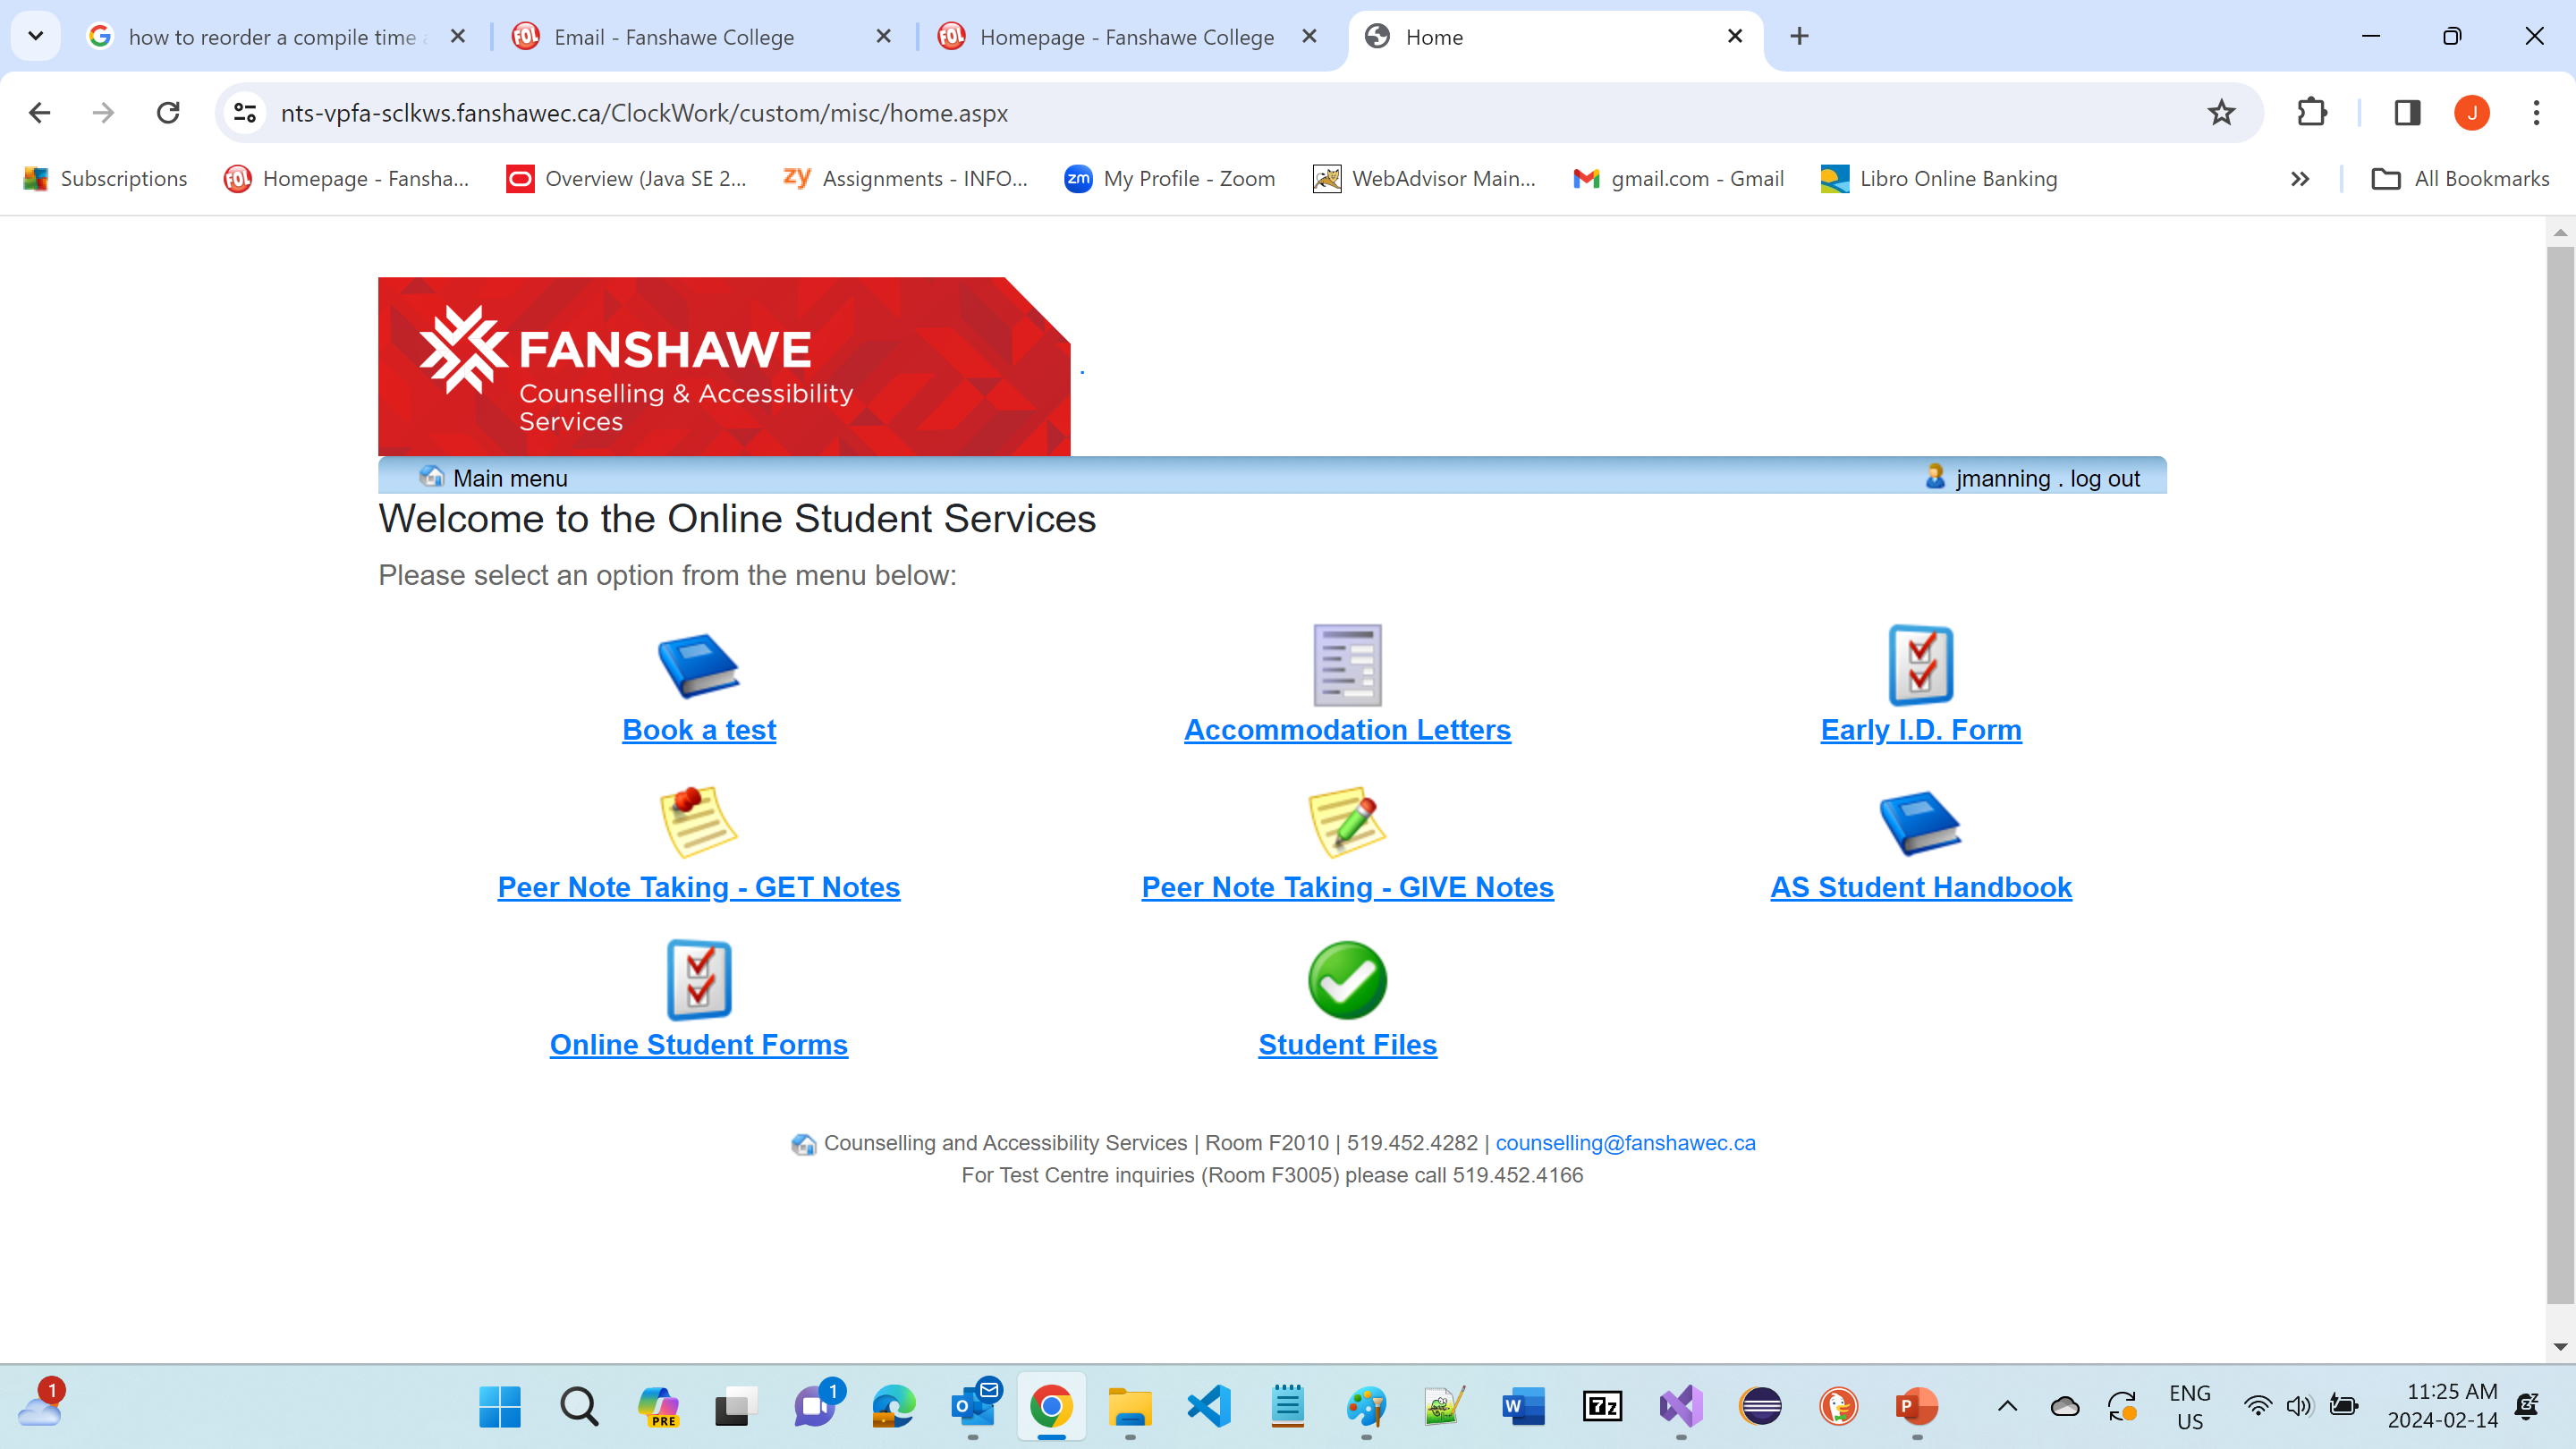 how to reorder a compile time
Email - Fanshawe College
Homepage - Fanshawe College
Home
nts-vpfa-sclkws.fanshawec.ca/ClockWork/custom/misc/home.aspx
J
Subscriptions
FOL Homepage - Fansha...
Overview (Java SE 2...
zy Assignments - INFO...
zm My Profile - Zoom
WebAdvisor Main...
gmail.com - Gmail
Libro Online Banking
All Bookmarks
FANSHAWE
Counselling & Accessibility
Services
.
Main menu
jmanning . log out
Welcome to the Online Student Services
Please select an option from the menu below:
Book a test
Accommodation Letters
Early I.D. Form
Peer Note Taking - GET Notes
Peer Note Taking - GIVE Notes
AS Student Handbook
Online Student Forms
Student Files
Counselling and Accessibility Services | Room F2010 | 519.452.4282 | counselling@fanshawec.ca
For Test Centre inquiries (Room F3005) please call 519.452.4166
1
PRE
1
O
W
7z
P
ENG
US
11:25 AM
2024-02-14